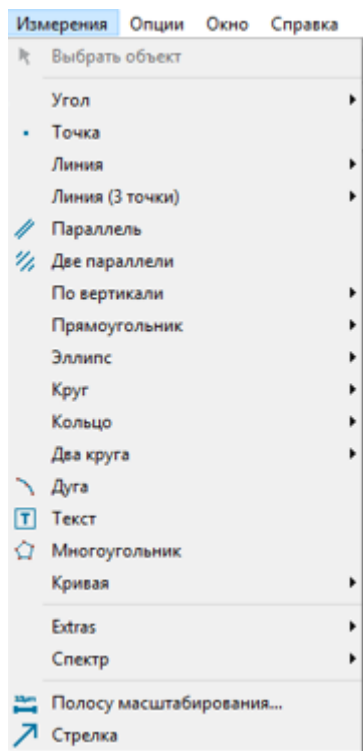 Измерения Опции Окно Справка
Выбрать объект
Угол
Точка
Линия
Линия (3 точки)
Параллель
Две параллели
По вертикали
Прямоугольник
Эллипс
Круг
Кольцо
Два круга
Дуга
T Текст
Многоугольник
Кривая
Extras
Спектр
Полосу масштабирования...
Стрелка